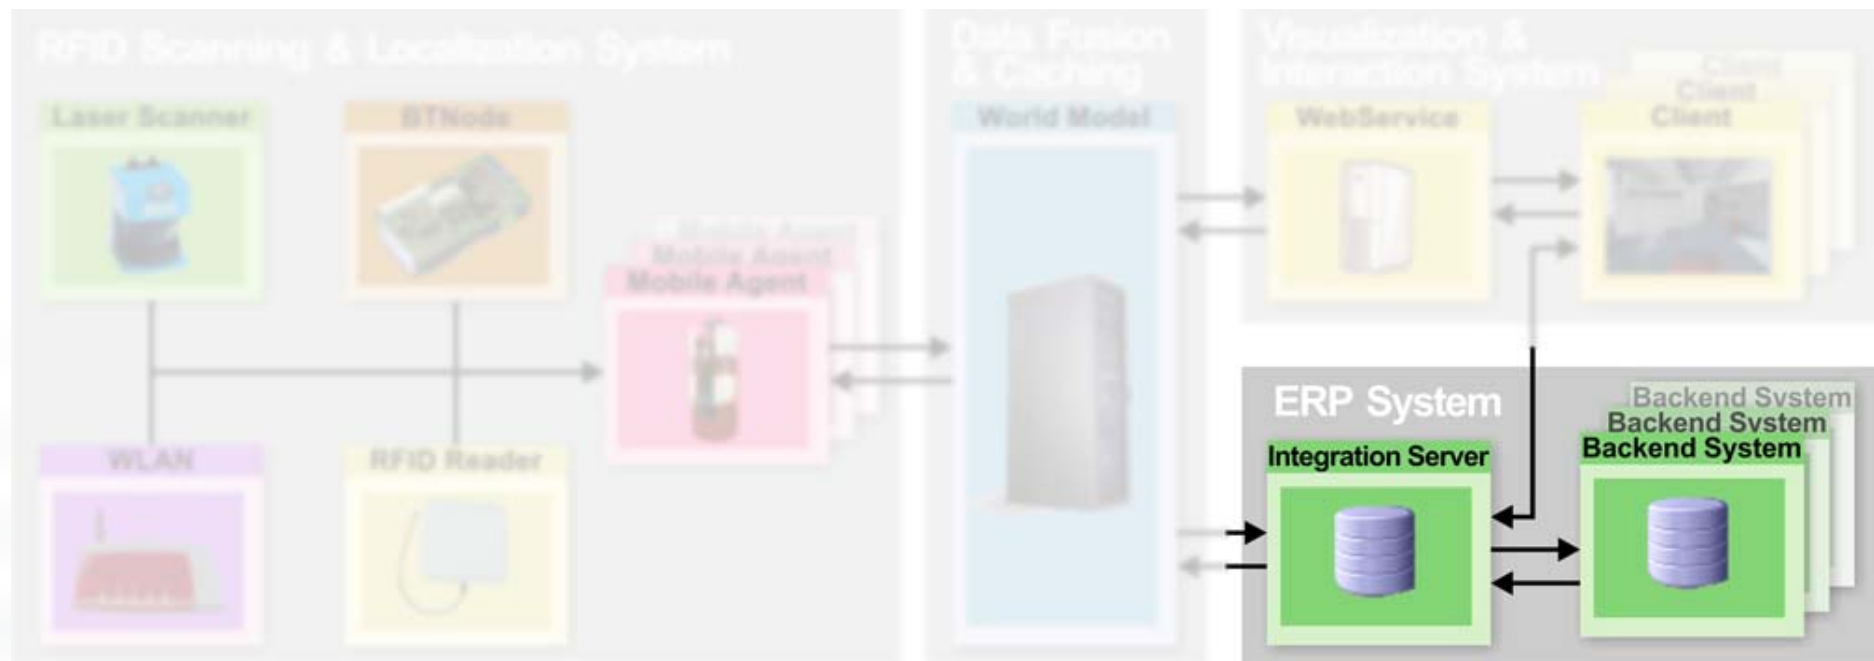 RFID Scanning & Localization System
Laser Scanner
BTNode
Mobile Agent
Mobile Agent
Mobile Agent
WLAN
RFID Reader
Data Fusion
& Caching
World Model
Visualization &
Interaction System
Client
Client
Client
WebService
ERP System
Backend System
Backend System
Backend System
Integration Server